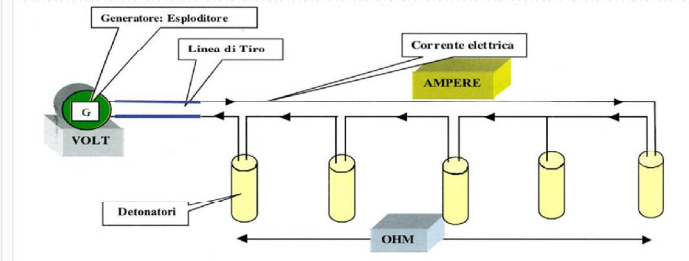 Generatore: Esploditore
Linea di Tiro
Corrente elettrica
AMPERE
G
VOLT
Detonatori
OHM